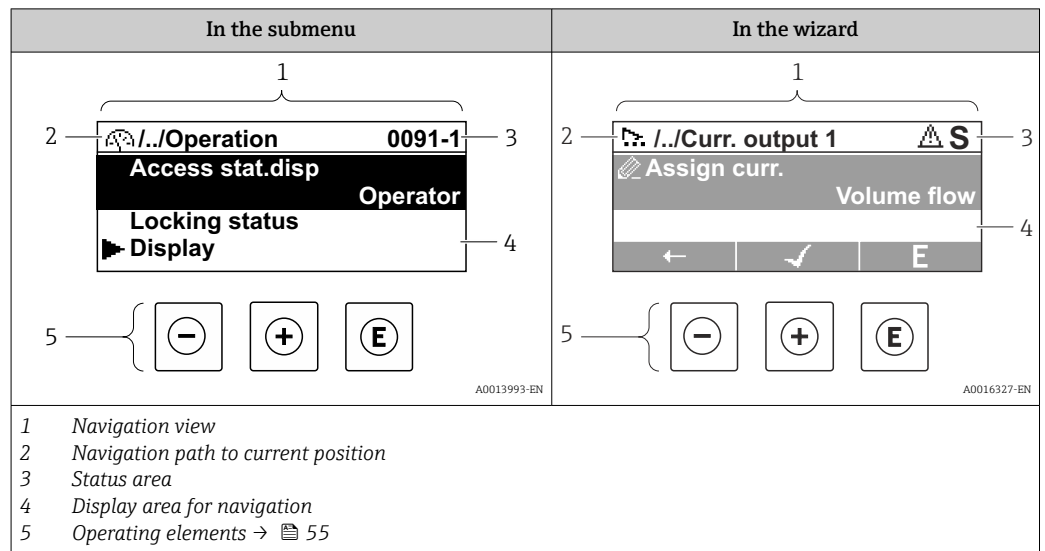 In the submenu In the wizard
1 1
2 /../Operation 0091-1 3 2 /../Curr. output 1 S 3
Access stat.disp Assign curr.
Operator Volume flow
Locking status
Display 4 4
← ✓ E
5 - + E 5 - + E
A0013993-EN A0016327-EN
1 Navigation view
2 Navigation path to current position
3 Status area
4 Display area for navigation
5 Operating elements → 55